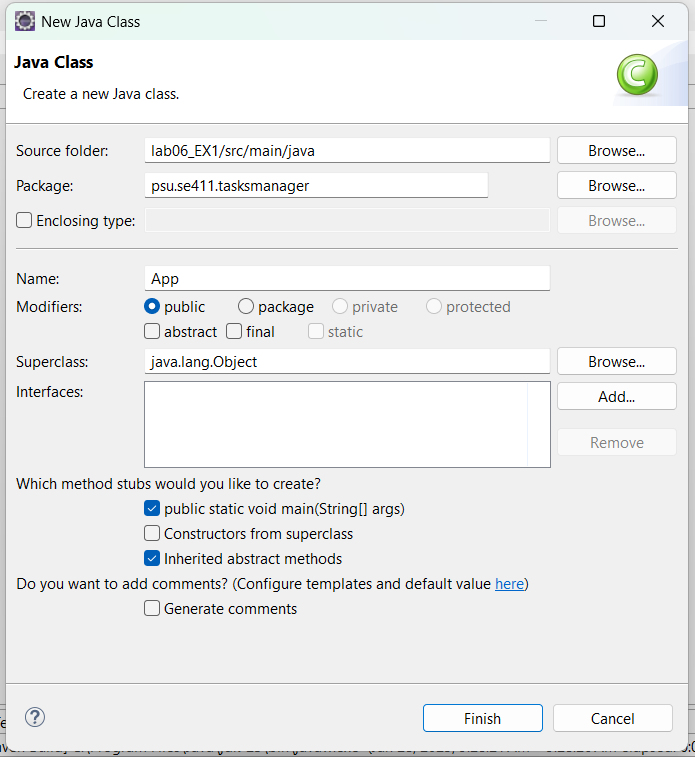 New Java Class
Java Class
Create a new Java class.
Source folder: lab06_EX1/src/main/java Browse...
Package: psu.se411.tasksmanager Browse...
Enclosing type: Browse...
Name: App
Modifiers: public package private protected
abstract final static
Superclass: java.lang.Object Browse...
Interfaces: Add...
Remove
Which method stubs would you like to create?
public static void main(String[] args)
Constructors from superclass
Inherited abstract methods
Do you want to add comments? (Configure templates and default value here)
Generate comments
? Finish Cancel